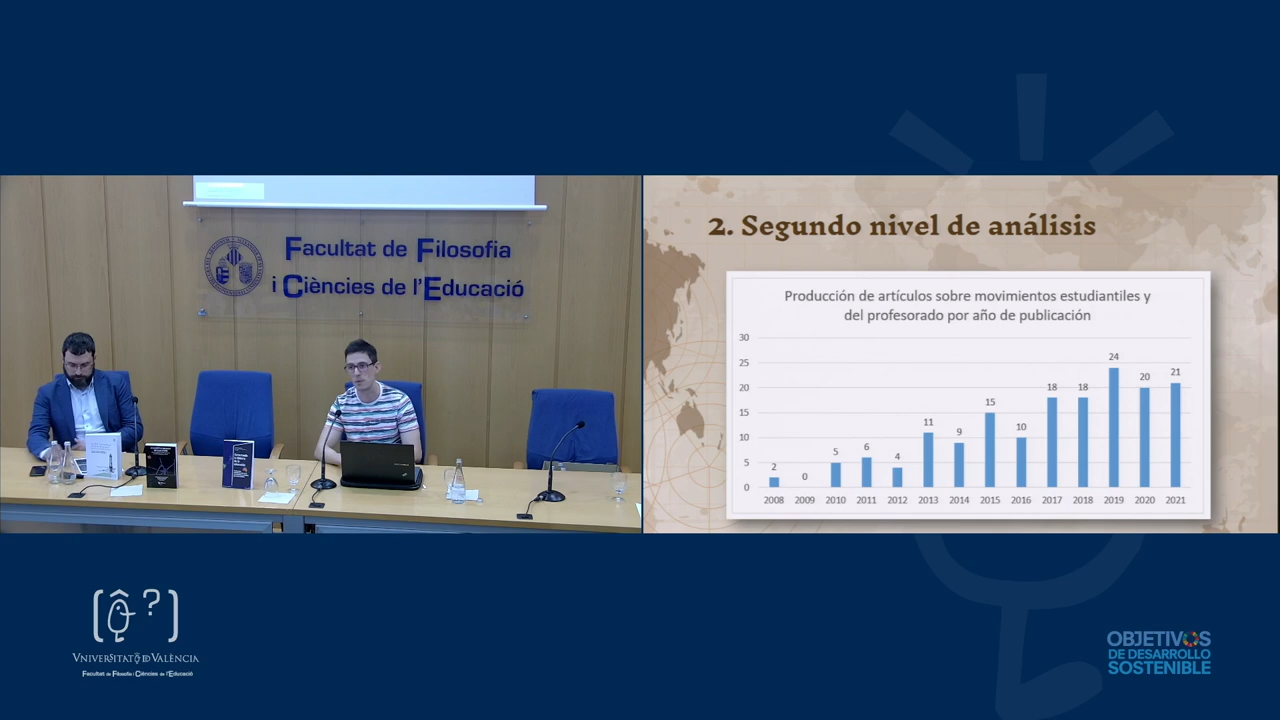 Facultat de Filosofia
i Ciències de l'Educació
2. Segundo nivel de análisis
Producción de artículos sobre movimientos estudiantiles y
del profesorado por año de publicación
30
25
20
15
10
5
0
2
0
5
6
4
11
9
15
10
18
18
24
20
21
2008 2009 2010 2011 2012 2013 2014 2015 2016 2017 2018 2019 2020 2021
[ô?]
VNIVERSITAT ID VALÈNCIA
Facultat de Filosofia i Ciències de l'Educació
OBJETIVOS
DE DESARROLLO
SOSTENIBLE